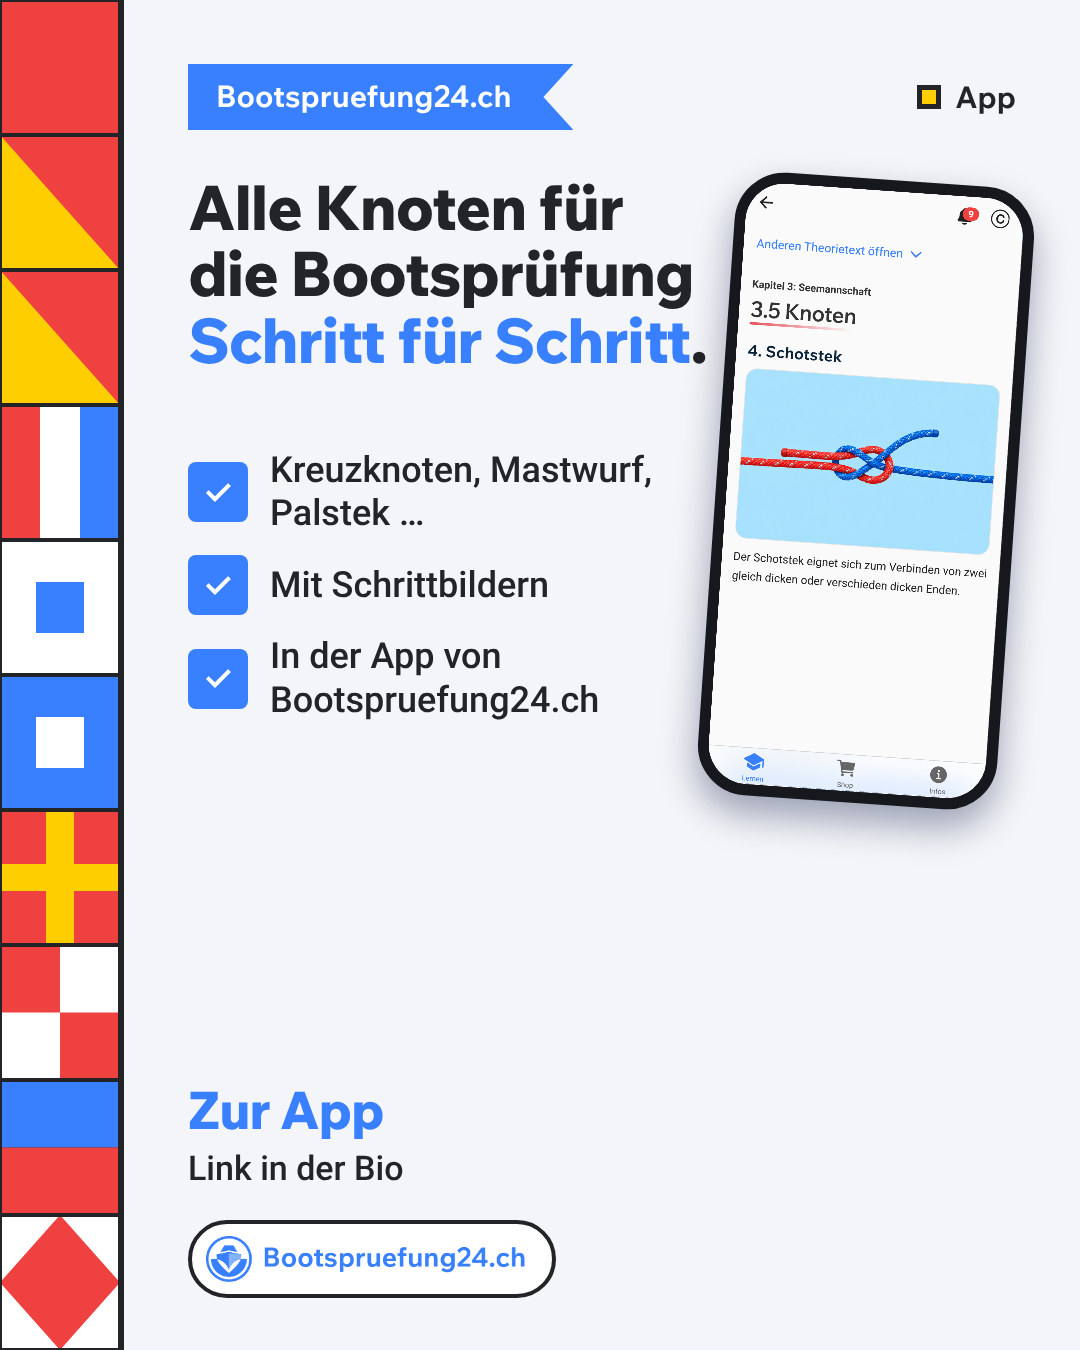 Bootspruefung24.ch
App
Alle Knoten für
die Bootsprüfung
Schritt für Schritt.
Kreuzknoten, Mastwurf,
Palstek ...
Mit Schrittbildern
In der App von
Bootspruefung24.ch
9
C
Anderen Theorietext öffnen
Kapitel 3: Seemannschaft
3.5 Knoten
4. Schotstek
Der Schotstek eignet sich zum Verbinden von zwei
gleich dicken oder verschieden dicken Enden.
Lernen
Shop
Infos
Zur App
Link in der Bio
Bootspruefung24.ch